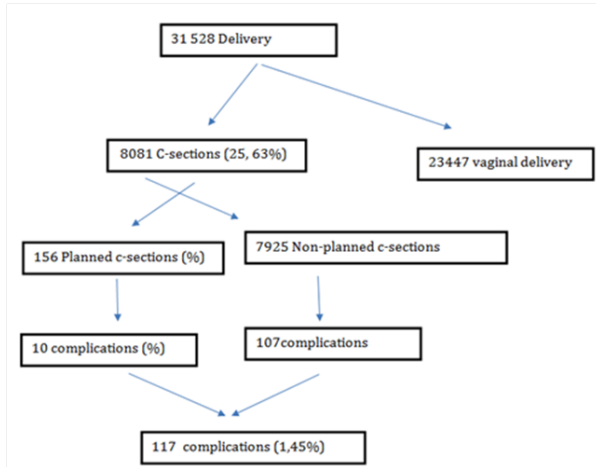 31 528 Delivery
8081 C-sections (25, 63%)
23447 vaginal delivery
156 Planned c-sections (%)
7925 Non-planned c-sections
10 complications (%)
107complications
117 complications (1,45%)